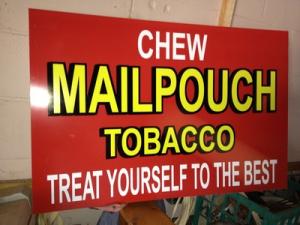 CHEW
MAILPOUCH
TOBACCO
TREAT YOURSELF TO THE BEST